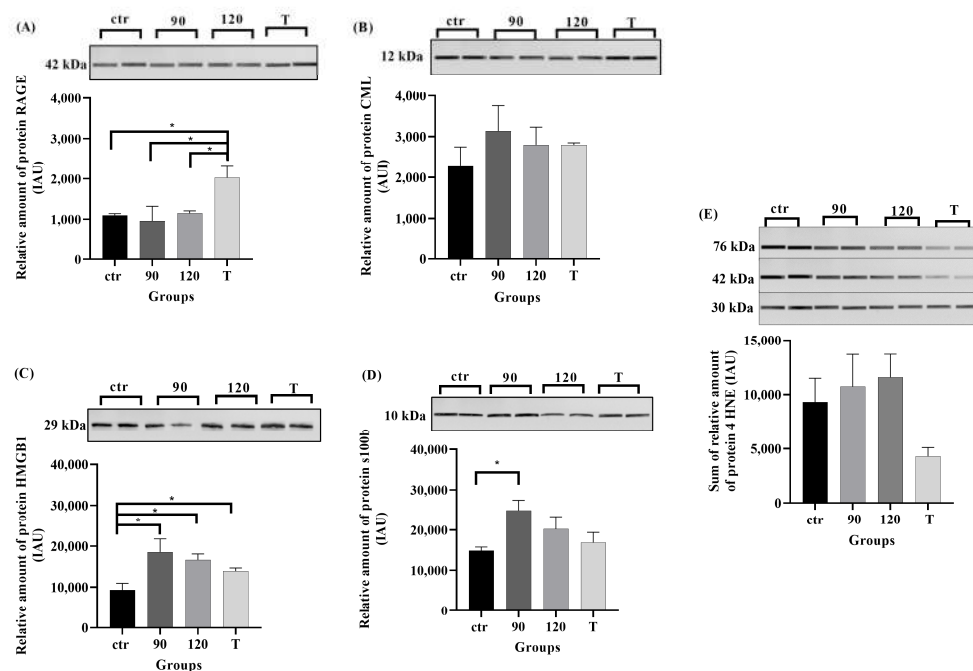 (A)
ctr 90 120 T
42 kDa
Relative amount of protein RAGE
(IAU)
4,000
3,000
2,000
1,000
0
* * *
ctr 90 120 T
Groups
(B)
ctr 90 120 T
12 kDa
Relative amount of protein CML
(AUI)
4,000
3,000
2,000
1,000
0
ctr 90 120 T
Groups
(C)
ctr 90 120 T
29 kDa
Relative amount of protein HMGB1
(IAU)
40,000
30,000
20,000
10,000
0
* * *
ctr 90 120 T
Groups
(D)
ctr 90 120 T
10 kDa
Relative amount of protein s100b
(IAU)
40,000
30,000
20,000
10,000
0
*
ctr 90 120 T
Groups
(E)
ctr 90 120 T
76 kDa
42 kDa
30 kDa
Sum of relative amount
of protein 4 HNE (IAU)
15,000
10,000
5,000
0
ctr 90 120 T
Groups